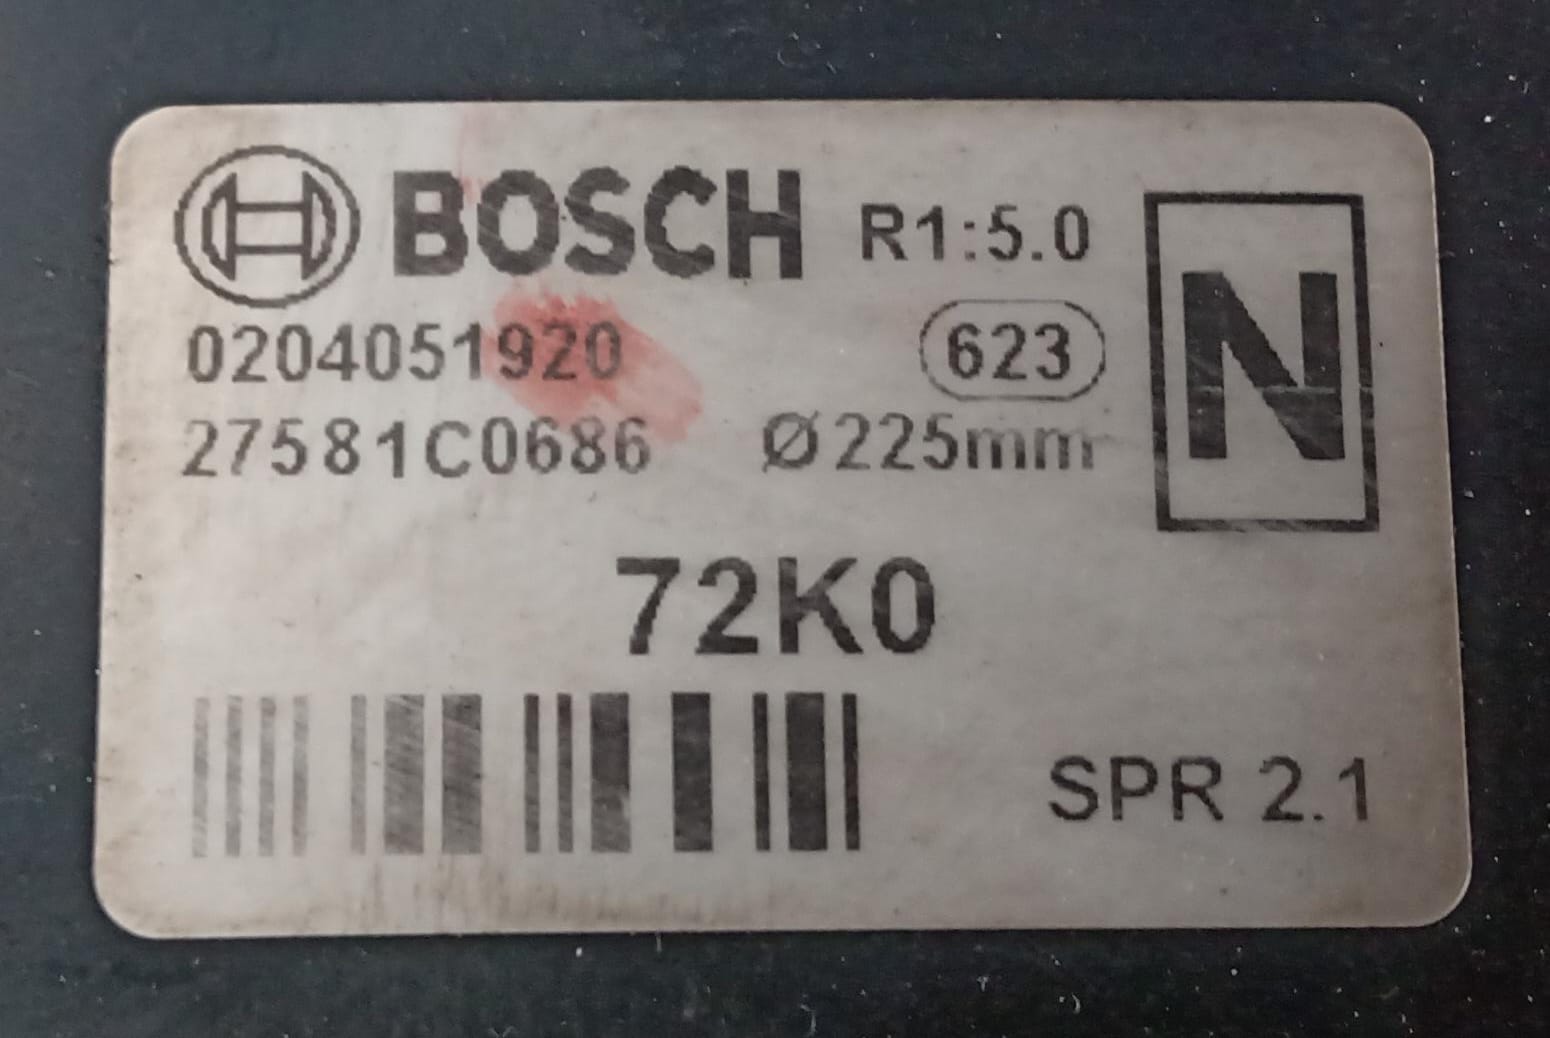 BOSCH R1:5.0
N
0204051920 623
27581C0686 Ø225mm
72K0
SPR 2.1